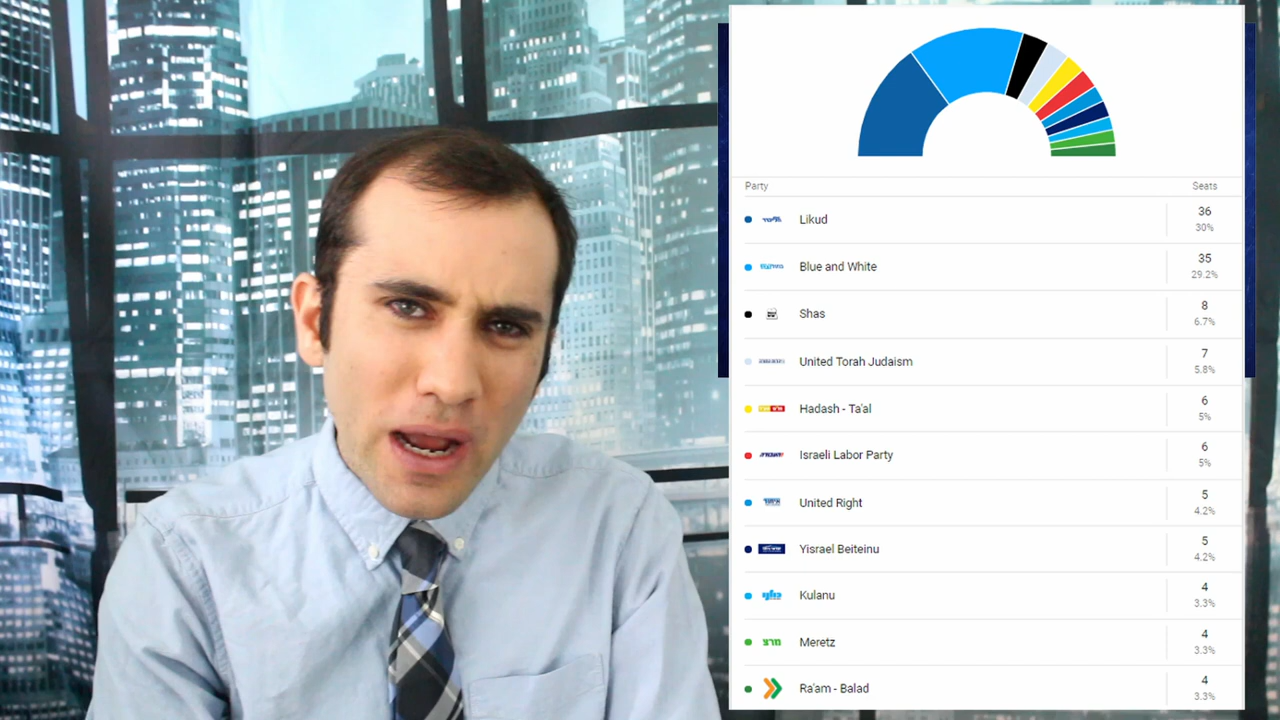 Party Seats
Likud 36
30%
Blue and White 35
29.2%
Shas 8
6.7%
United Torah Judaism 7
5.8%
Hadash - Ta'al 6
5%
Israeli Labor Party 6
5%
United Right 5
4.2%
Yisrael Beiteinu 5
4.2%
Kulanu 4
3.3%
מרצ Meretz 4
3.3%
Ra'am - Balad 4
3.3%